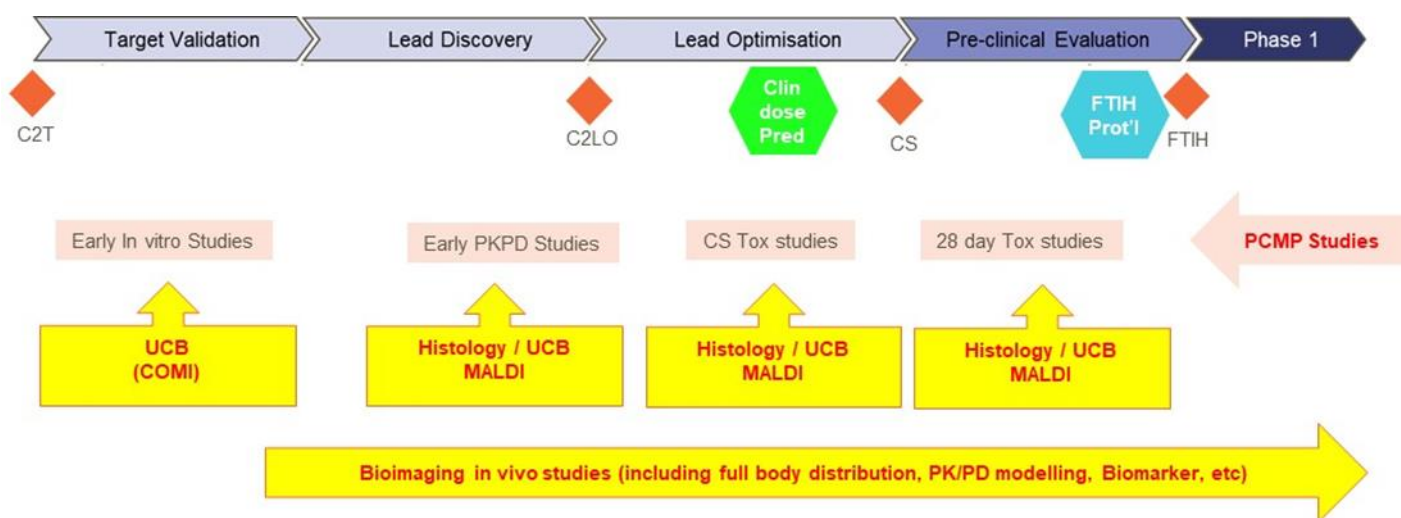 Target Validation
Lead Discovery
Lead Optimisation
Pre-clinical Evaluation
Phase 1
C2T
C2LO
Clin
dose
Pred
CS
FTIH
Prot'l
FTIH
Early In vitro Studies
Early PKPD Studies
CS Tox studies
28 day Tox studies
PCMP Studies
UCB
(COMI)
Histology / UCB
MALDI
Histology / UCB
MALDI
Histology / UCB
MALDI
Bioimaging in vivo studies (including full body distribution, PK/PD modelling, Biomarker, etc)